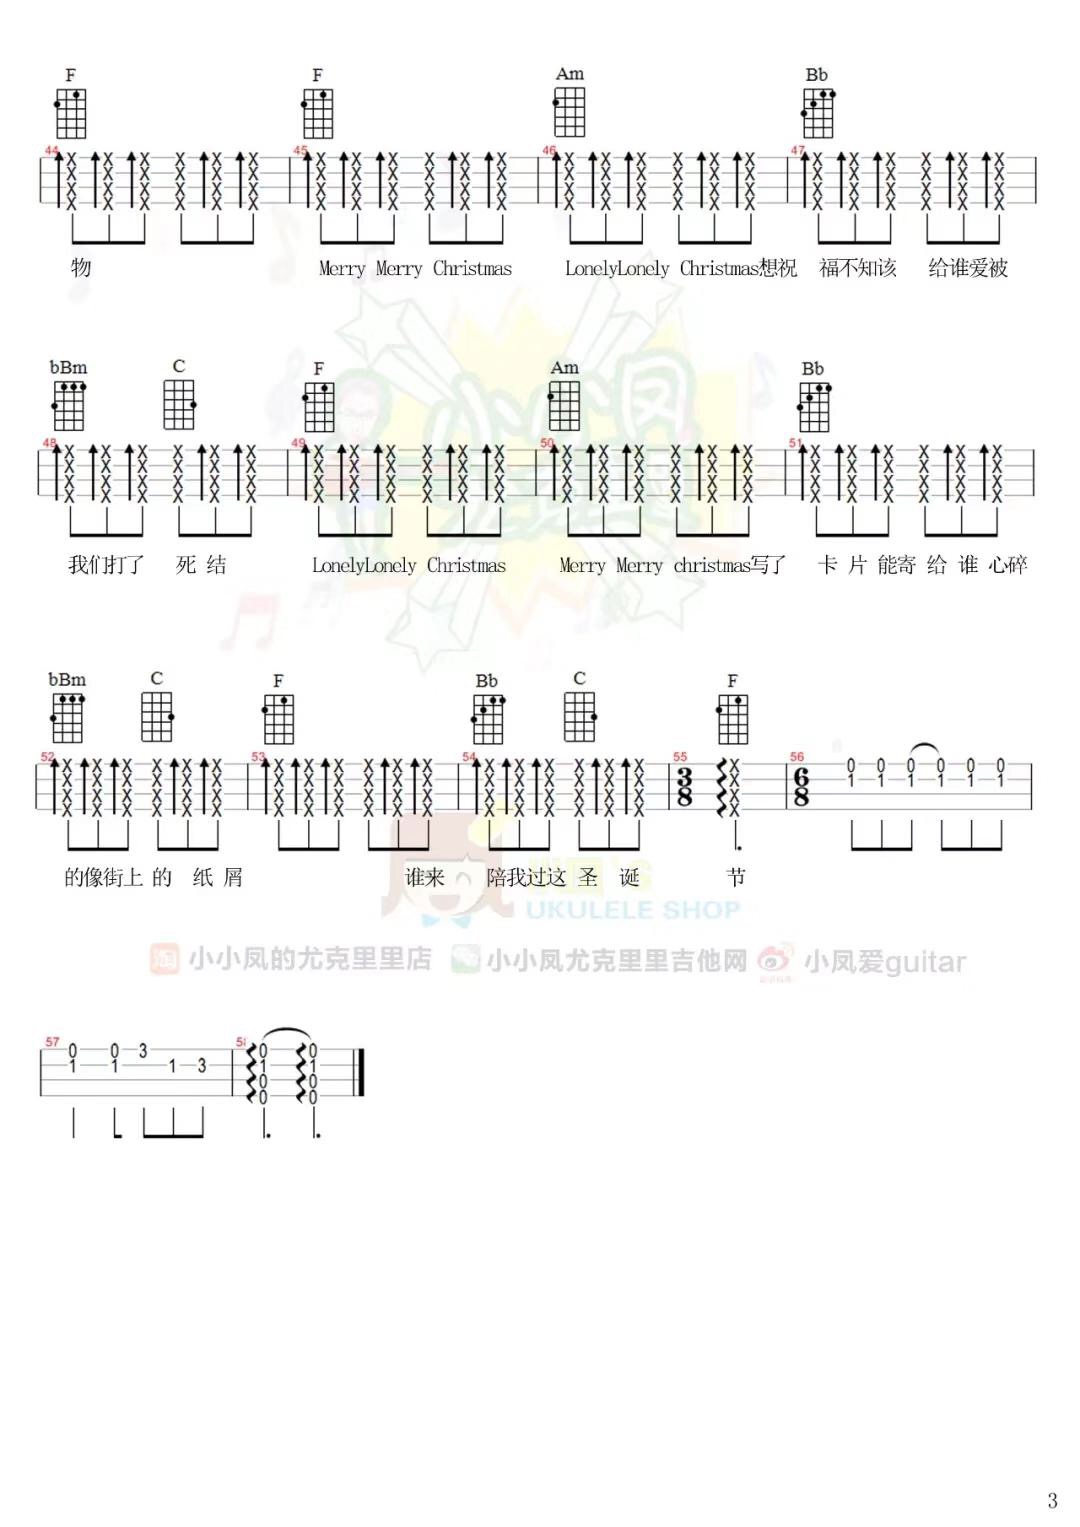 F F Am Bb
44 45 46 47
物 Merry Merry Christmas LonelyLonely Christmas想祝 福不知该 给谁爱被
bBm C F Am Bb
48 49 50 51
我们打了 死 结 LonelyLonely Christmas Merry Merry christmas写了 卡 片 能寄 给 谁 心碎
bBm C F Bb C F
52 53 54 55 56
3 8 6 8
0 0 0 0 0 0
1 1 1 1 1 1
的像街上 的 纸 屑 谁来 陪我过这 圣 诞 节
UKULELE SHOP
淘 小小凤的尤克里里店 小小凤尤克里里吉他网 小凤爱guitar
57 58
0 0 3 0 0
1 1 1 3 1 1
0 0
0 0
3